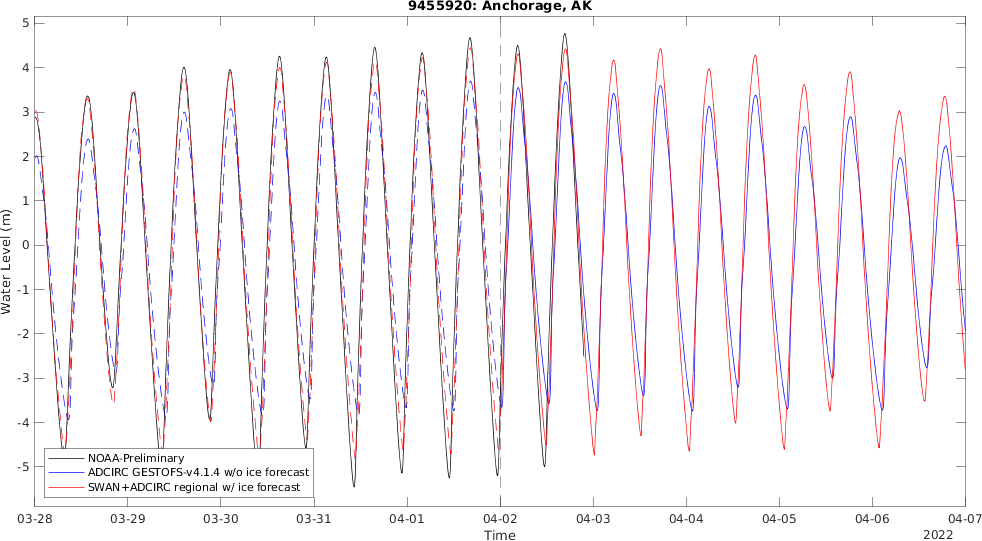 9455920: Anchorage, AK
5
4
3
2
1
0
-1
-2
-3
-4
-5
Water Level (m)
NOAA-Preliminary
ADCIRC GESTOFS-v4.1.4 w/o ice forecast
SWAN+ADCIRC regional w/ ice forecast
03-28 03-29 03-30 03-31 04-01 04-02 04-03 04-04 04-05 04-06 04-07
Time
2022